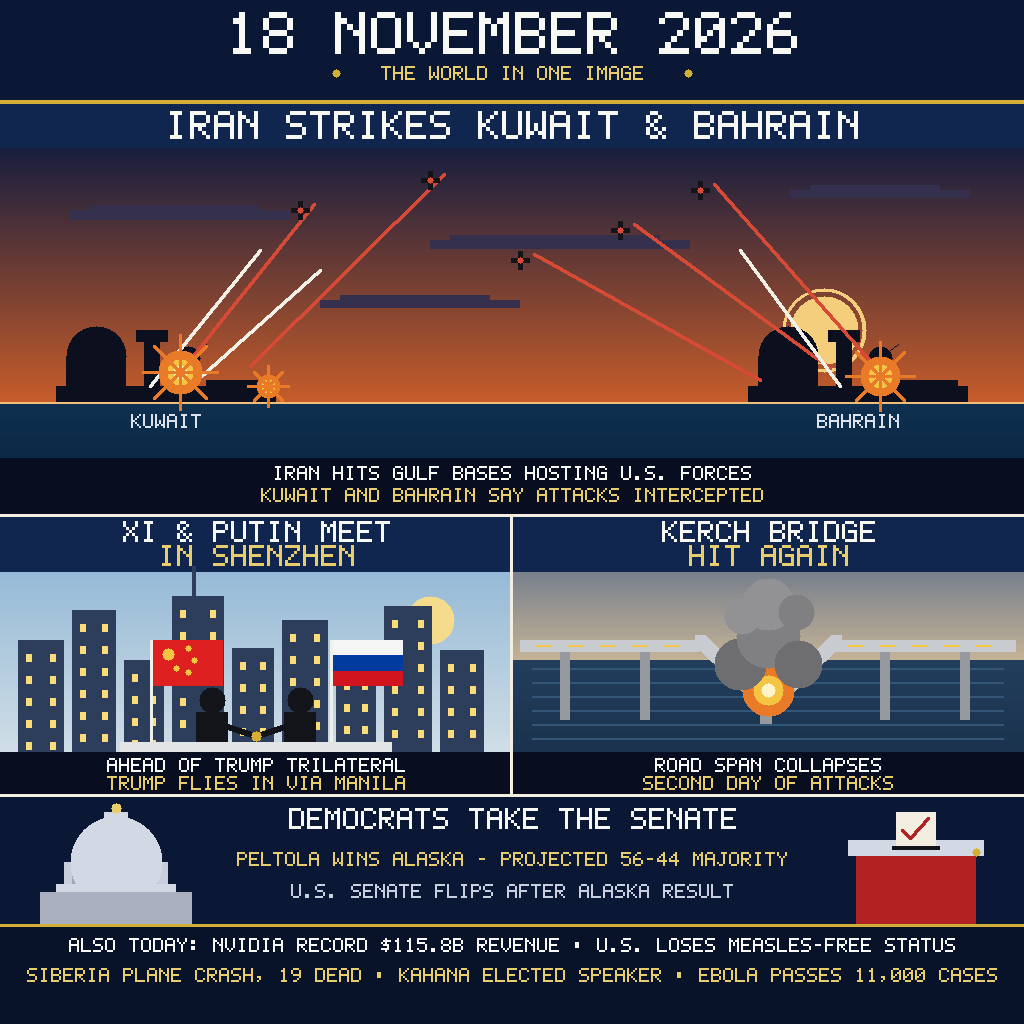 18 NOVEMBER 2026
• THE WORLD IN ONE IMAGE •
IRAN STRIKES KUWAIT & BAHRAIN
KUWAIT
BAHRAIN
IRAN HITS GULF BASES HOSTING U.S. FORCES
KUWAIT AND BAHRAIN SAY ATTACKS INTERCEPTED
XI & PUTIN MEET
IN SHENZHEN
AHEAD OF TRUMP TRILATERAL
TRUMP FLIES IN VIA MANILA
KERCH BRIDGE
HIT AGAIN
ROAD SPAN COLLAPSES
SECOND DAY OF ATTACKS
DEMOCRATS TAKE THE SENATE
PELTOLA WINS ALASKA - PROJECTED 56-44 MAJORITY
U.S. SENATE FLIPS AFTER ALASKA RESULT
ALSO TODAY: NVIDIA RECORD $115.8B REVENUE • U.S. LOSES MEASLES-FREE STATUS
SIBERIA PLANE CRASH, 19 DEAD • KAHANA ELECTED SPEAKER • EBOLA PASSES 11,000 CASES